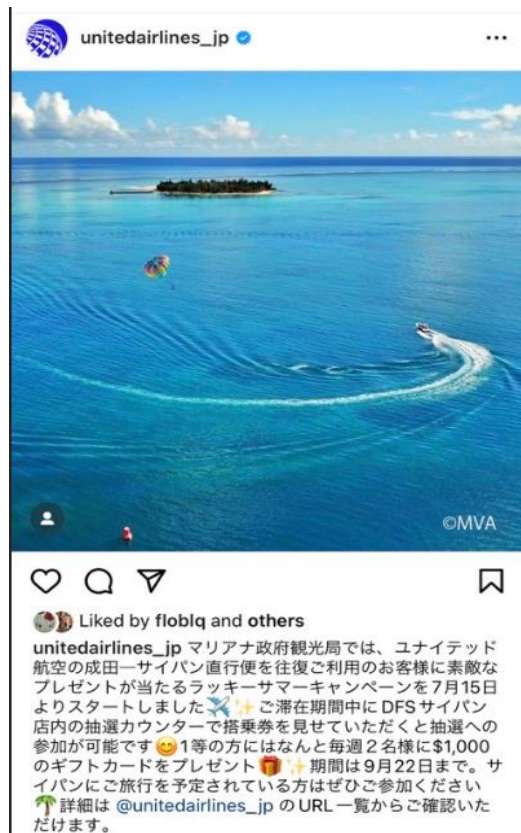 unitedairlines_jp
©MVA
Liked by floblq and others
unitedairlines_jp マリアナ政府観光局では、ユナイテッド
航空の成田―サイパン直行便を往復ご利用のお客様に素敵な
プレゼントが当たるラッキーサマーキャンペーンを7月15日
よりスタートしました✈️✨ご滞在期間中にDFSサイパン
店内の抽選カウンターで搭乗券を見せていただくと抽選への
参加が可能です😊1等の方にはなんと毎週２名様に$1,000
のギフトカードをプレゼント🎁✨期間は9月22日まで。サ
イパンにご旅行を予定されている方はぜひご参加ください
🌴詳細は @unitedairlines_jp のURL一覧からご確認いた
だけます。